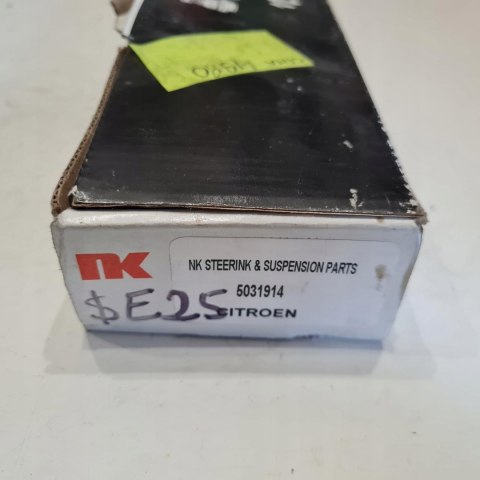 nK
NK STEERINK & SUSPENSION PARTS
5031914
$E25
CITROEN